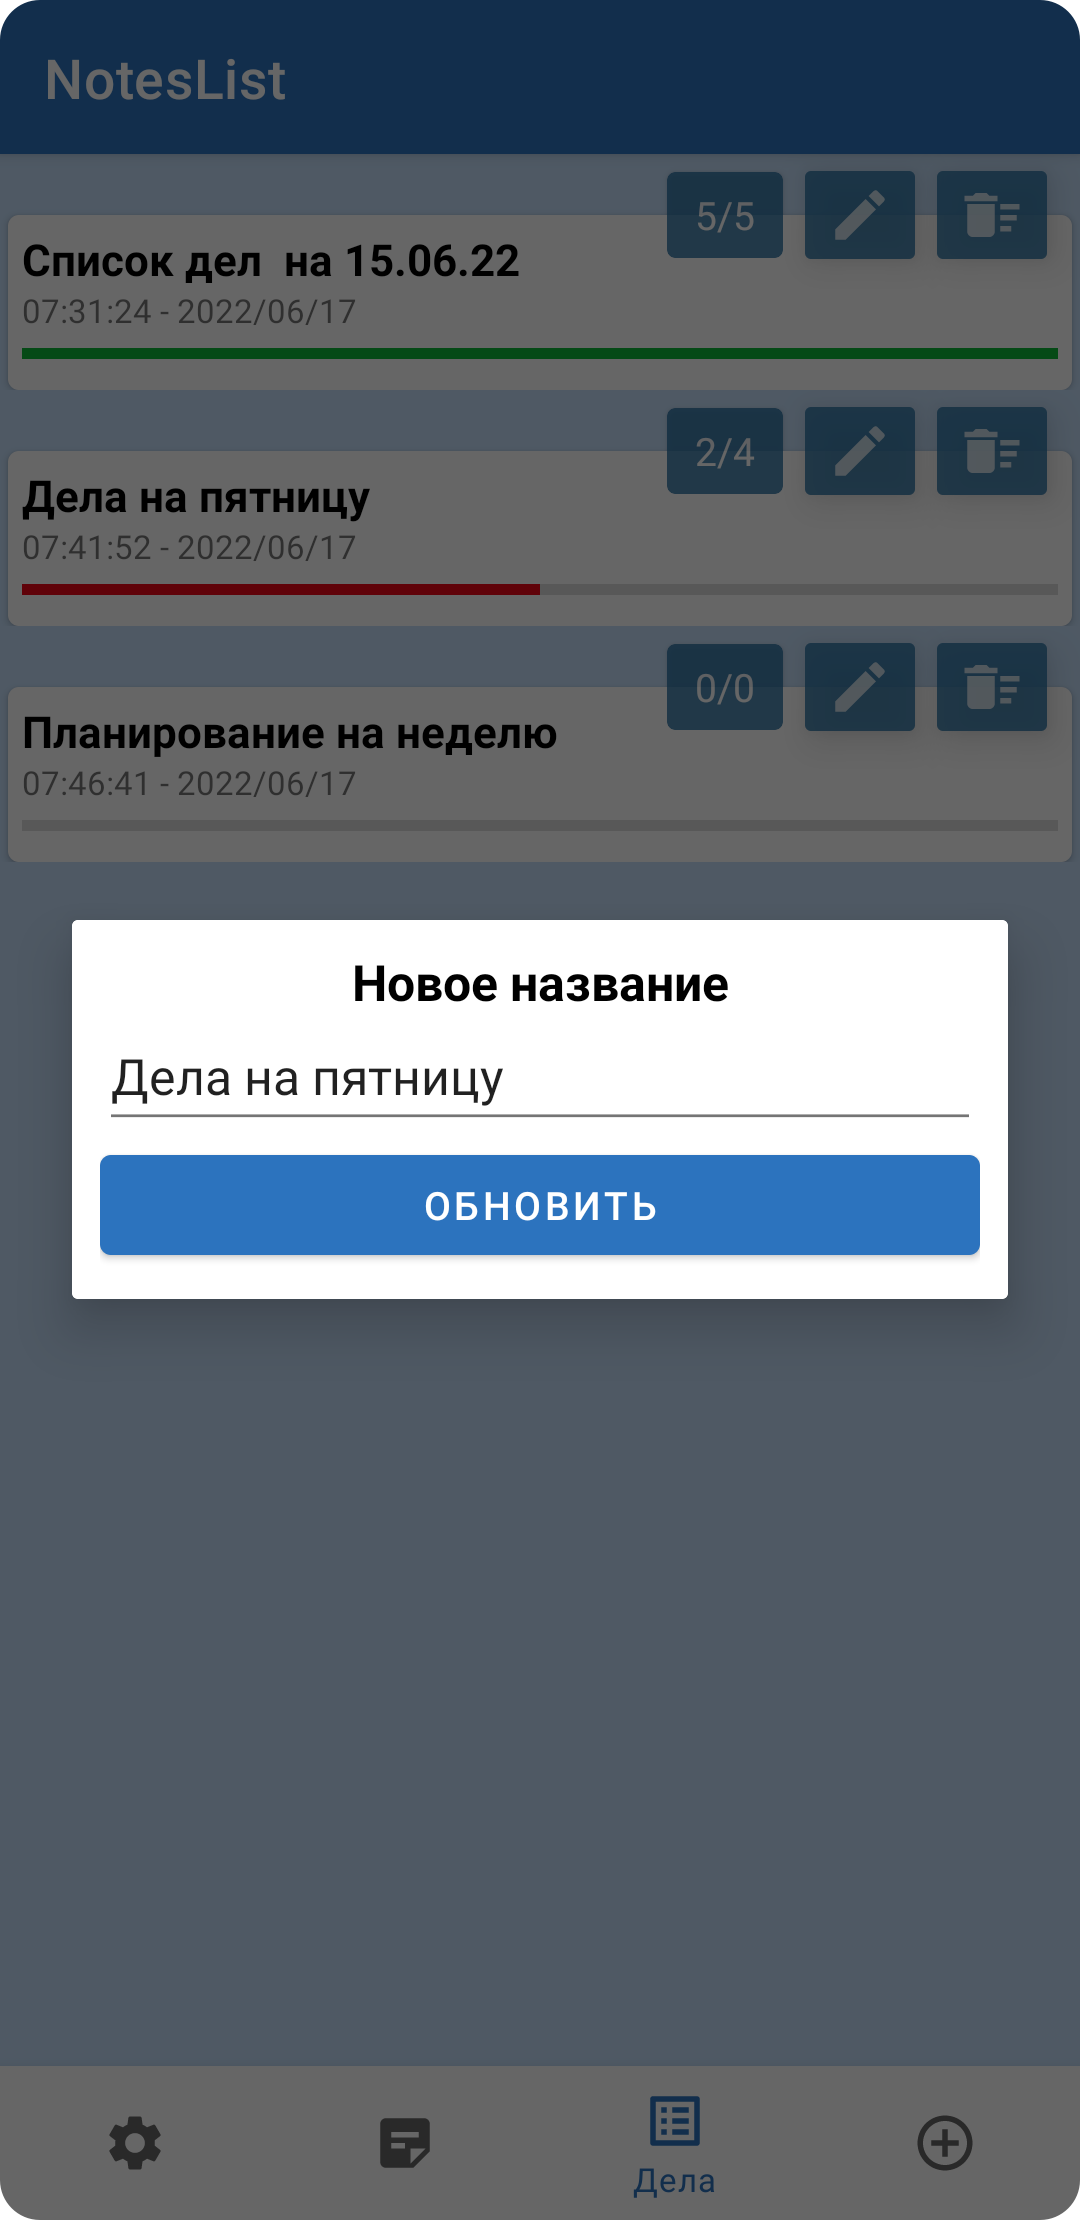 NotesList
5/5
Список дел  на 15.06.22
07:31:24 - 2022/06/17
2/4
Дела на пятницу
07:41:52 - 2022/06/17
0/0
Планирование на неделю
07:46:41 - 2022/06/17
Новое название
Дела на пятницу
ОБНОВИТЬ
Дела